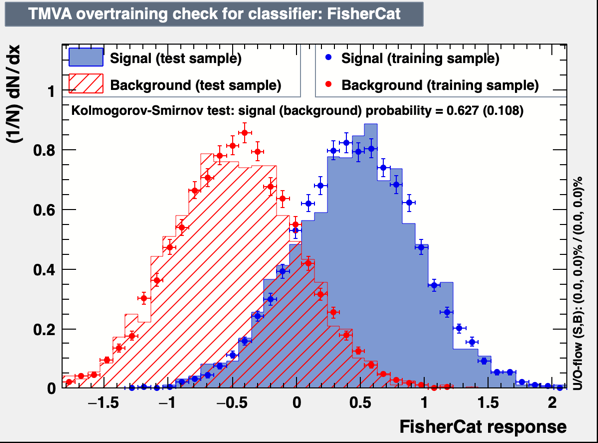 TMVA overtraining check for classifier: FisherCat
(1/N) dN/dx
Signal (test sample)
Background (test sample)
Signal (training sample)
Background (training sample)
Kolmogorov-Smirnov test: signal (background) probability = 0.627 (0.108)
1
0.8
0.6
0.4
0.2
0
−1.5 −1 −0.5 0 0.5 1 1.5 2
FisherCat response
U/O-flow (S,B): (0.0, 0.0)% / (0.0, 0.0)%